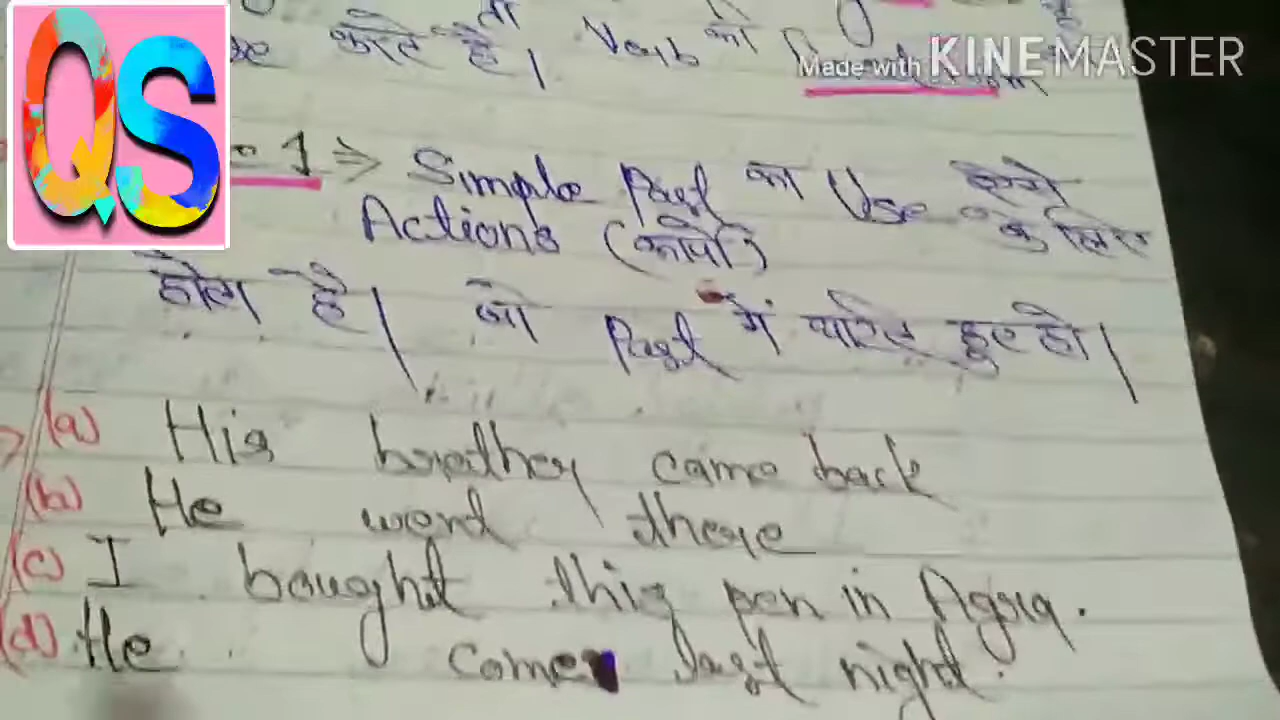 QS
करते है। Verb की
Made with KINEMASTER
1 ⇒ Simple Past का Use
Actions (कार्यो) के लिए
होता है। जो Past में घटित हुए हो।
(a) His brother came back
(b) He went there
(c) I bought this pen in Agra.
(d) He came last night.